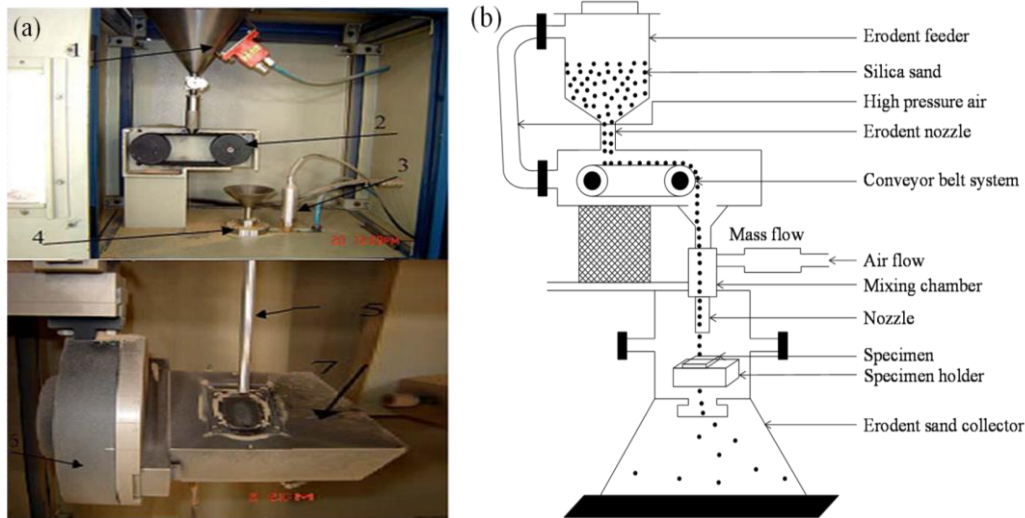 (a)
1
2
3
4
5
7
5
(b)
Erodent feeder
Silica sand
High pressure air
Erodent nozzle
Conveyor belt system
Mass flow
Air flow
Mixing chamber
Nozzle
Specimen
Specimen holder
Erodent sand collector